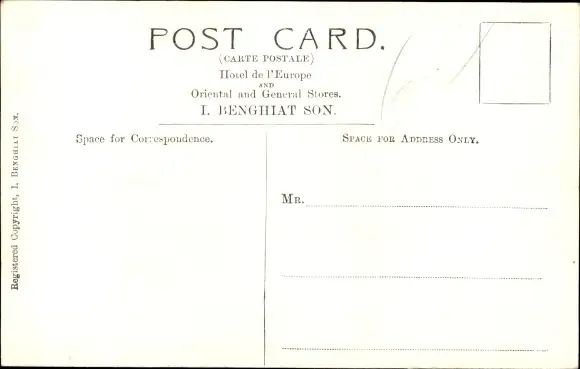 POST CARD.
(CARTE POSTALE)
Hotel de l'Europe
AND
Oriental and General Stores.
I. BENGHIAT SON.
Space for Correspondence.
SPACE FOR ADDRESS ONLY.
MR.
Registered Copyright, I. BENGHIAT SON.